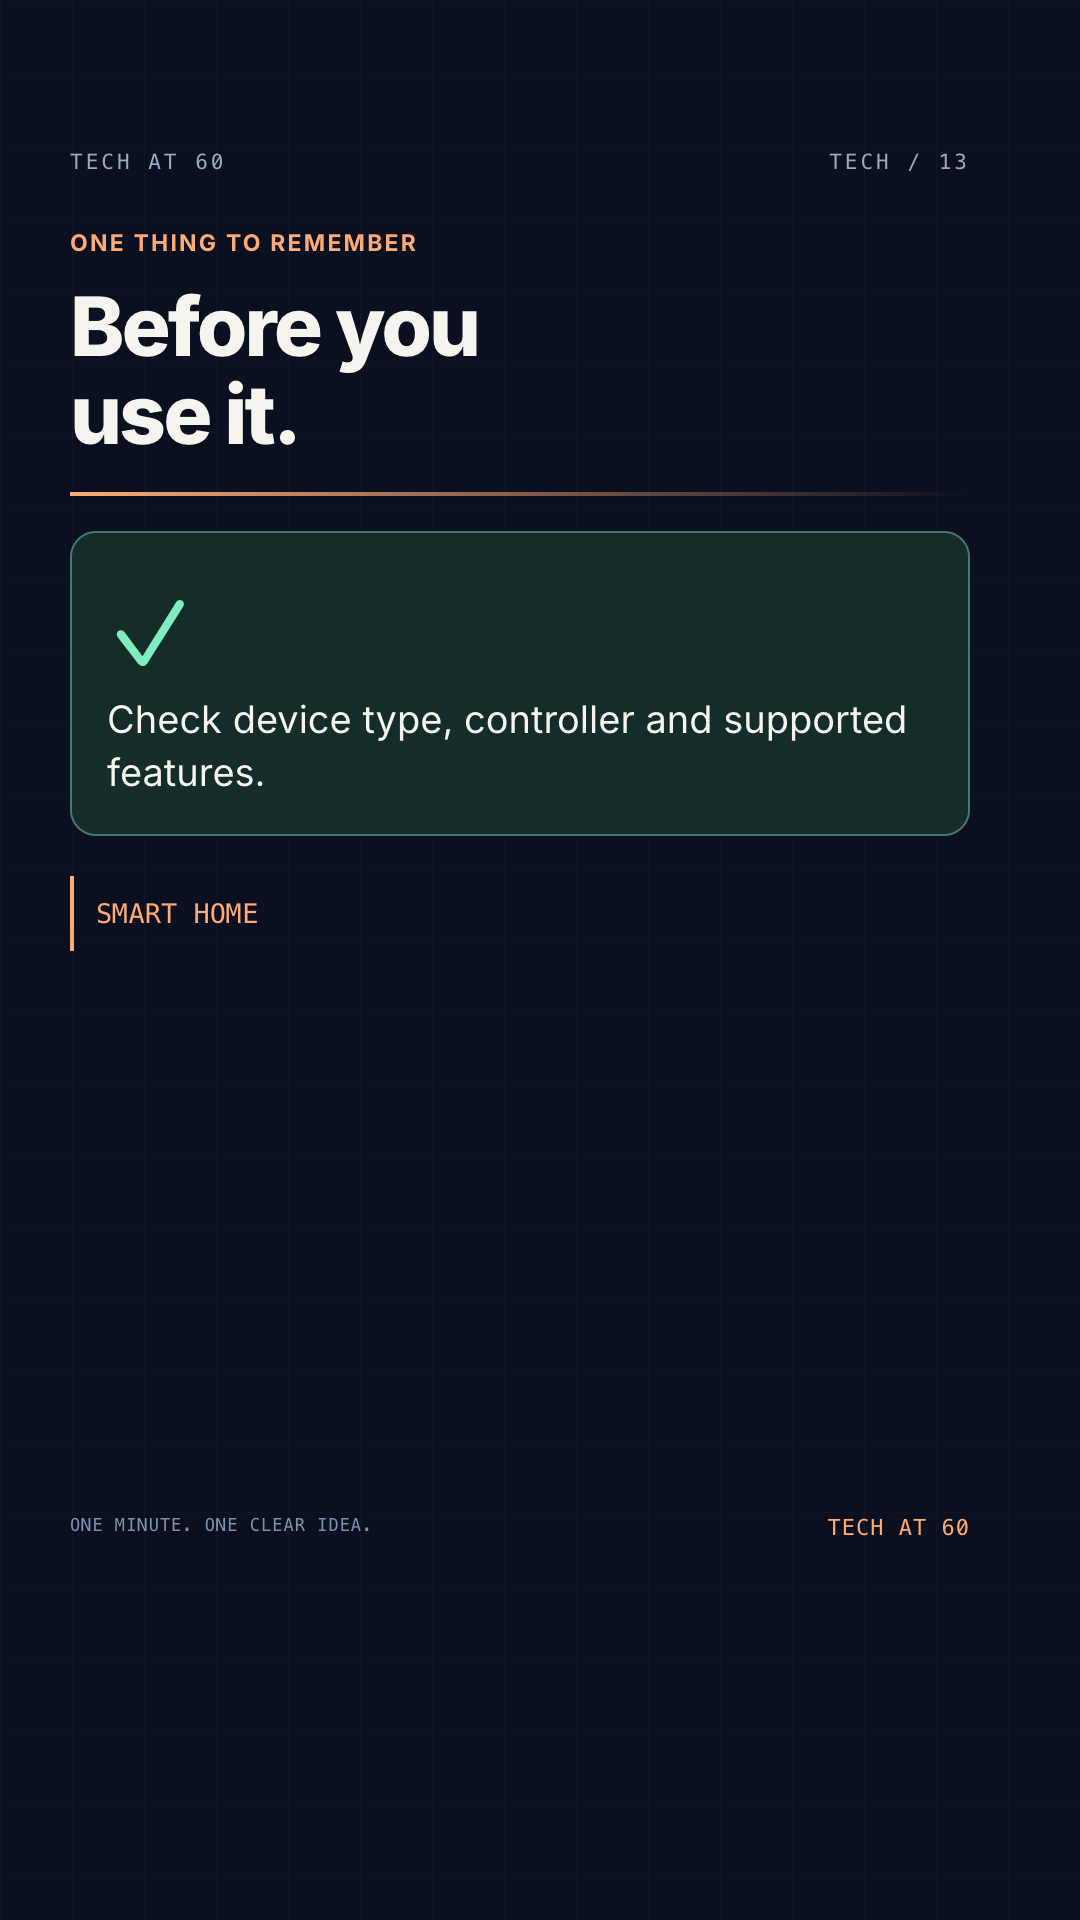 TECH AT 60
TECH / 13
ONE THING TO REMEMBER
Before you
use it.
Check device type, controller and supported
features.
SMART HOME
ONE MINUTE. ONE CLEAR IDEA.
TECH AT 60